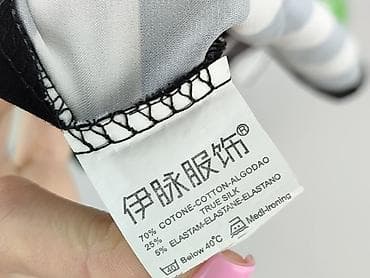 伊脉服饰®
70% COTONE-COTTON-ALGODAO
25% TRUE SILK
5% ELASTAM-ELASTANE-ELASTANO
40 Below 40°C Medi-ironing